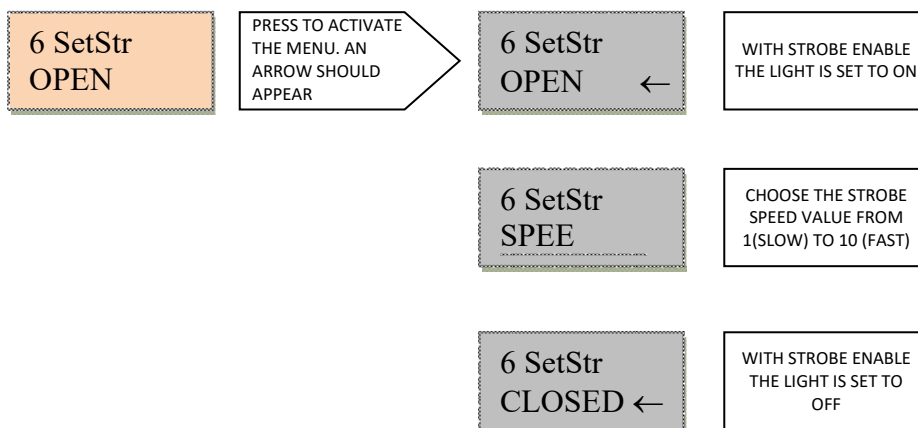 6 SetStr
OPEN
PRESS TO ACTIVATE
THE MENU. AN
ARROW SHOULD
APPEAR
6 SetStr
OPEN ←
WITH STROBE ENABLE
THE LIGHT IS SET TO ON
6 SetStr
SPEE
CHOOSE THE STROBE
SPEED VALUE FROM
1(SLOW) TO 10 (FAST)
6 SetStr
CLOSED ←
WITH STROBE ENABLE
THE LIGHT IS SET TO
OFF